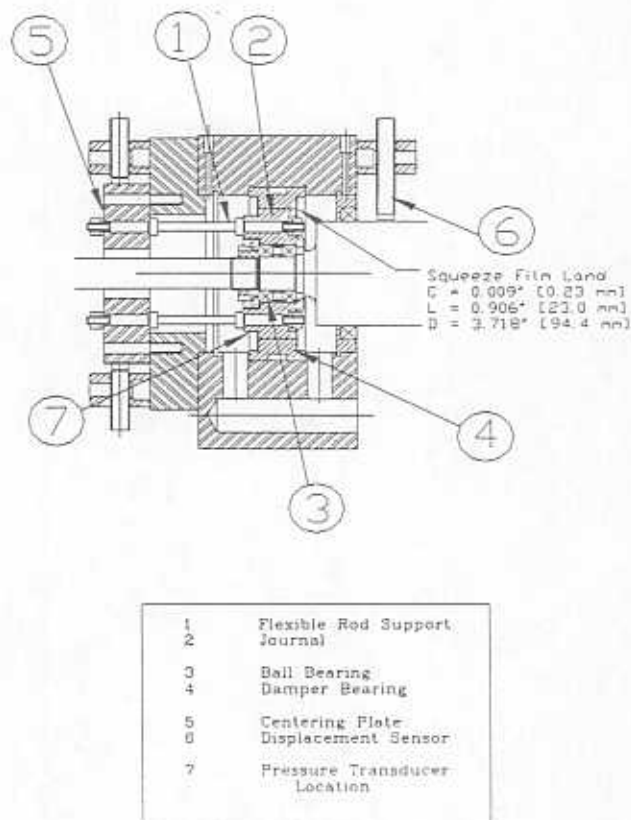 5
1
2
6
Squeeze Film Land
C = 0.009" [0.23 mm]
L = 0.906" [23.0 mm]
D = 3.718" [94.4 mm]
7
4
3
1 Flexible Rod Support
2 Journal
3 Ball Bearing
4 Damper Bearing
5 Centering Plate
6 Displacement Sensor
7 Pressure Transducer
Location